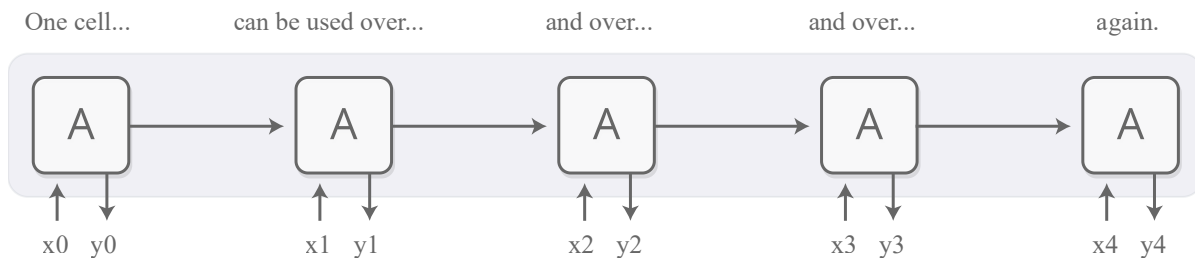 One cell... can be used over... and over... and over... again.
A A A A A
x0 y0 x1 y1 x2 y2 x3 y3 x4 y4